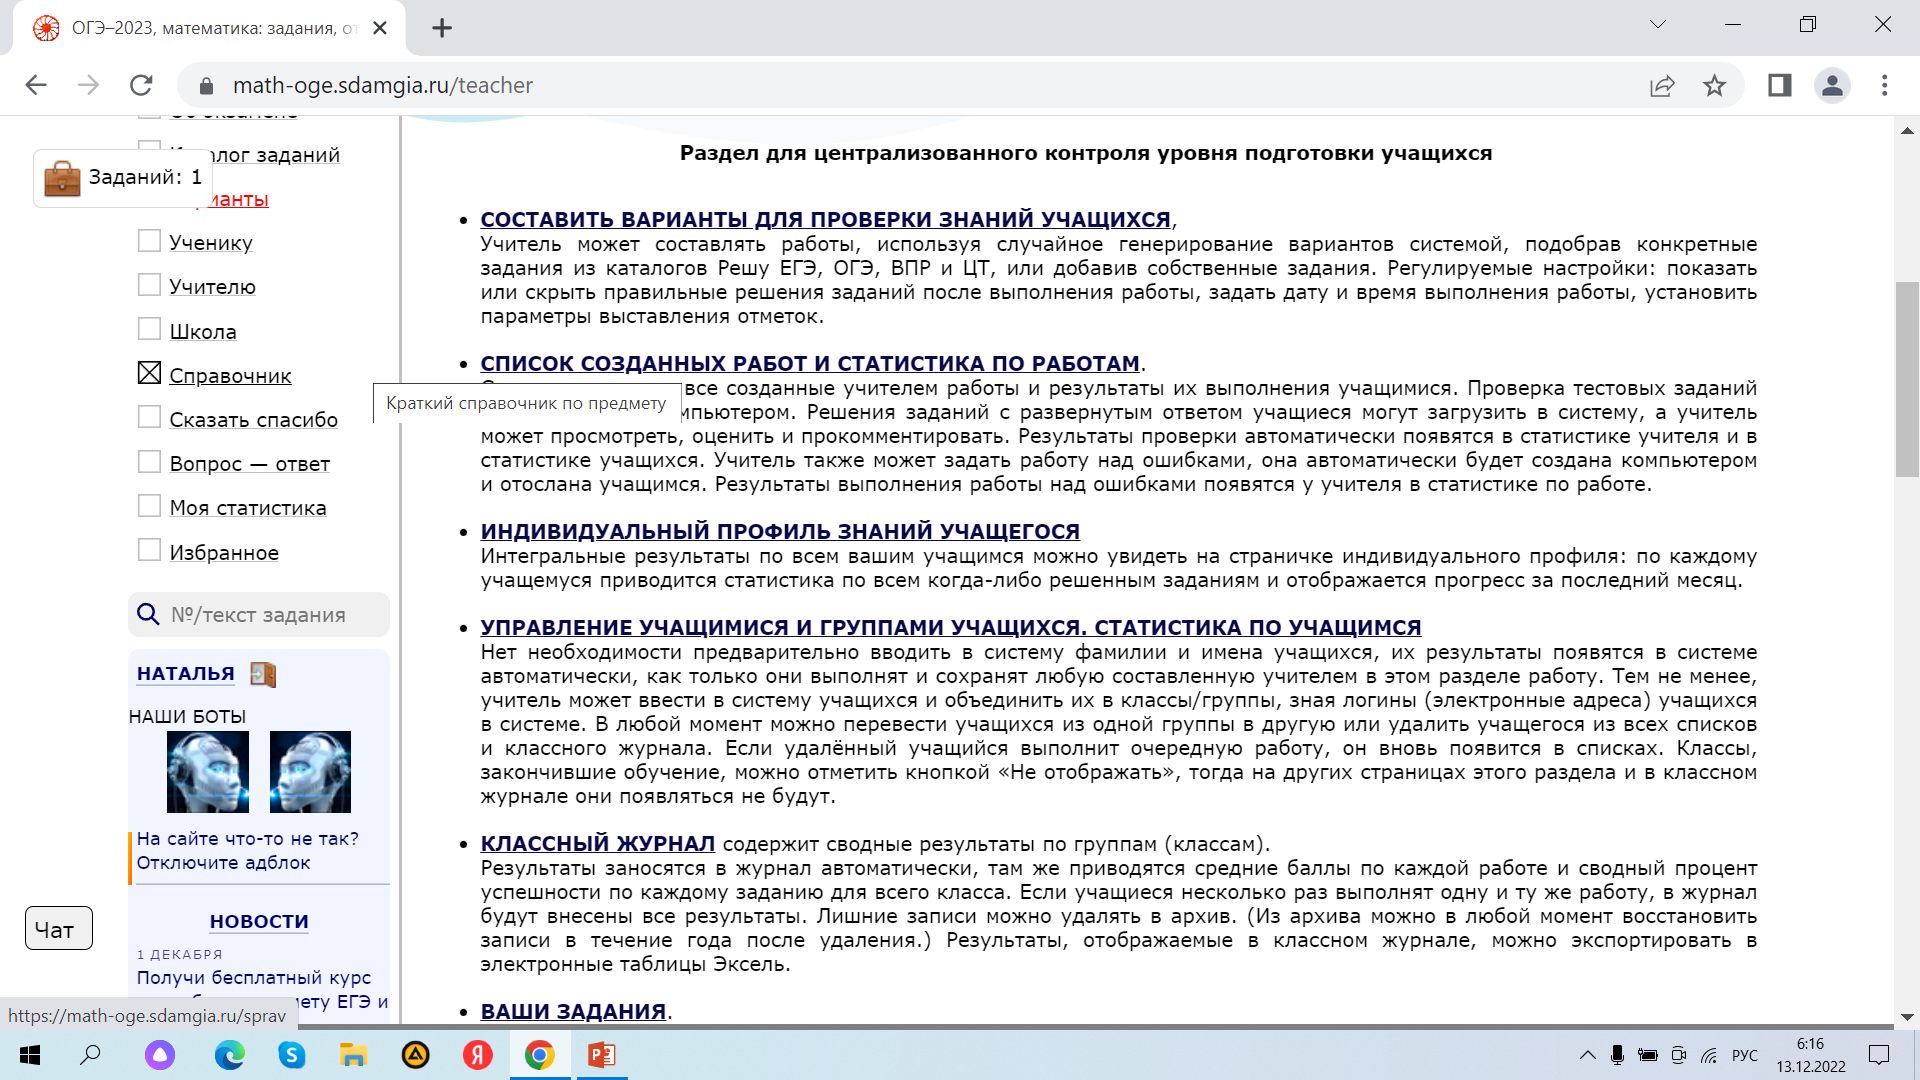 ОГЭ–2023, математика: задания, от
math-oge.sdamgia.ru/teacher
Об экзамене
Каталог заданий
Заданий: 1
Варианты
Ученику
Учителю
Школа
Справочник
Сказать спасибо
Вопрос — ответ
Моя статистика
Избранное
№/текст задания
НАТАЛЬЯ
НАШИ БОТЫ
На сайте что-то не так?
Отключите адблок
НОВОСТИ
1 ДЕКАБРЯ
Получи бесплатный курс
ЕГЭ и
Чат
https://math-oge.sdamgia.ru/sprav
Краткий справочник по предмету
Раздел для централизованного контроля уровня подготовки учащихся
• СОСТАВИТЬ ВАРИАНТЫ ДЛЯ ПРОВЕРКИ ЗНАНИЙ УЧАЩИХСЯ,
Учитель может составлять работы, используя случайное генерирование вариантов системой, подобрав конкретные
задания из каталогов Решу ЕГЭ, ОГЭ, ВПР и ЦТ, или добавив собственные задания. Регулируемые настройки: показать
или скрыть правильные решения заданий после выполнения работы, задать дату и время выполнения работы, установить
параметры выставления отметок.
• СПИСОК СОЗДАННЫХ РАБОТ И СТАТИСТИКА ПО РАБОТАМ.
все созданные учителем работы и результаты их выполнения учащимися. Проверка тестовых заданий
компьютером. Решения заданий с развернутым ответом учащиеся могут загрузить в систему, а учитель
может просмотреть, оценить и прокомментировать. Результаты проверки автоматически появятся в статистике учителя и в
статистике учащихся. Учитель также может задать работу над ошибками, она автоматически будет создана компьютером
и отослана учащимся. Результаты выполнения работы над ошибками появятся у учителя в статистике по работе.
• ИНДИВИДУАЛЬНЫЙ ПРОФИЛЬ ЗНАНИЙ УЧАЩЕГОСЯ
Интегральные результаты по всем вашим учащимся можно увидеть на страничке индивидуального профиля: по каждому
учащемуся приводится статистика по всем когда-либо решенным заданиям и отображается прогресс за последний месяц.
• УПРАВЛЕНИЕ УЧАЩИМИСЯ И ГРУППАМИ УЧАЩИХСЯ. СТАТИСТИКА ПО УЧАЩИМСЯ
Нет необходимости предварительно вводить в систему фамилии и имена учащихся, их результаты появятся в системе
автоматически, как только они выполнят и сохранят любую составленную учителем в этом разделе работу. Тем не менее,
учитель может ввести в систему учащихся и объединить их в классы/группы, зная логины (электронные адреса) учащихся
в системе. В любой момент можно перевести учащихся из одной группы в другую или удалить учащегося из всех списков
и классного журнала. Если удалённый учащийся выполнит очередную работу, он вновь появится в списках. Классы,
закончившие обучение, можно отметить кнопкой «Не отображать», тогда на других страницах этого раздела и в классном
журнале они появляться не будут.
• КЛАССНЫЙ ЖУРНАЛ содержит сводные результаты по группам (классам).
Результаты заносятся в журнал автоматически, там же приводятся средние баллы по каждой работе и сводный процент
успешности по каждому заданию для всего класса. Если учащиеся несколько раз выполнят одну и ту же работу, в журнал
будут внесены все результаты. Лишние записи можно удалять в архив. (Из архива можно в любой момент восстановить
записи в течение года после удаления.) Результаты, отображаемые в классном журнале, можно экспортировать в
электронные таблицы Эксель.
• ВАШИ ЗАДАНИЯ.
РУС
6:16
13.12.2022